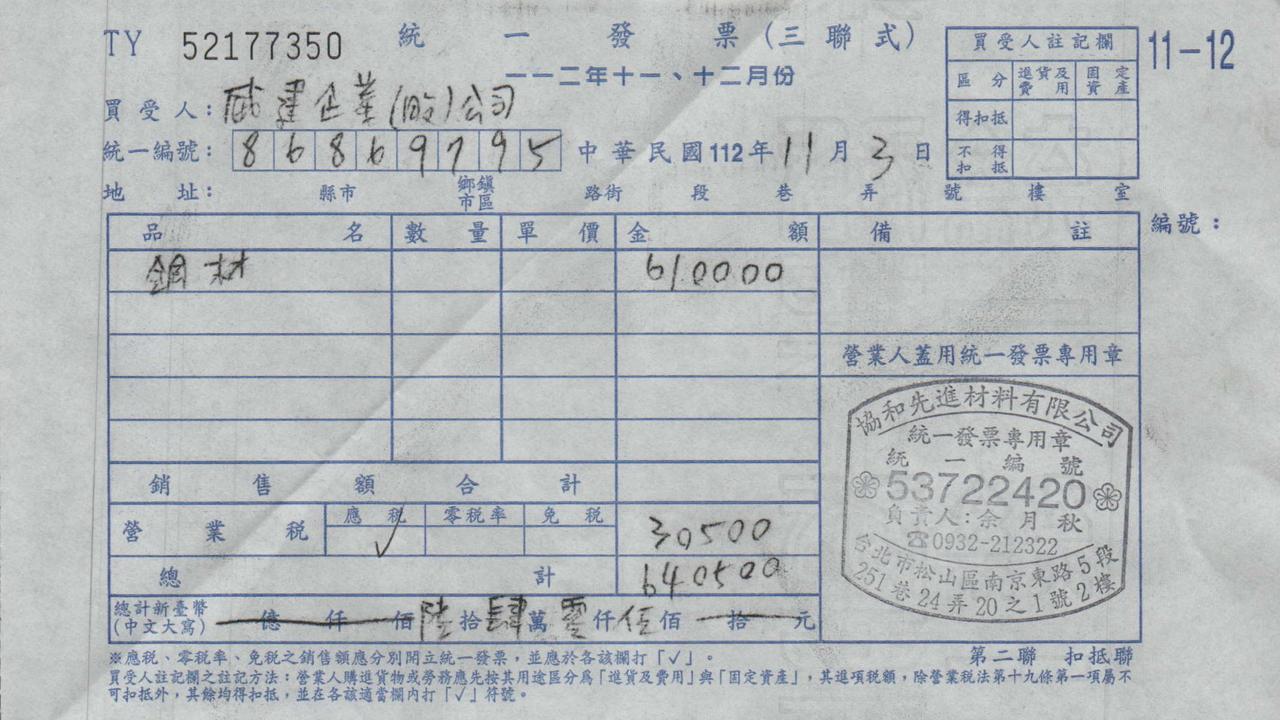 TY 52177350 統一發票(三聯式)
一一二年十一、十二月份
買受人註記欄 11-12
區分 進貨及費用 固定資產
得扣抵
不得扣抵
買受人:威建企業(股)公司
統一編號:86869795 中華民國112年11月3日
地址: 縣市 鄉鎮市區 路街 段 巷 弄 號 樓 室
品名 數量 單價 金額 備註 編號:
鋼材 610000
營業人蓋用統一發票專用章
銷售額合計
營業稅 應稅 ✓ 零稅率 免稅 30500
總計 640500
總計新臺幣(中文大寫) 億 仟 佰 陸拾肆萬零仟伍佰 拾 元
協和先進材料有限公司
統一發票專用章
統一編號
53722420
負責人:余月秋
☎0932-212322
台北市松山區南京東路5段
251巷24弄20之1號2樓
第二聯 扣抵聯
※應稅、零稅率、免稅之銷售額應分別開立統一發票,並應於各該欄打「✓」。
買受人註記欄之註記方法:營業人購進貨物或勞務應先按其用途區分為「進貨及費用」與「固定資產」,其進項稅額,除營業稅法第十九條第一項屬不
可扣抵外,其餘均得扣抵,並在各該適當欄內打「✓」符號。